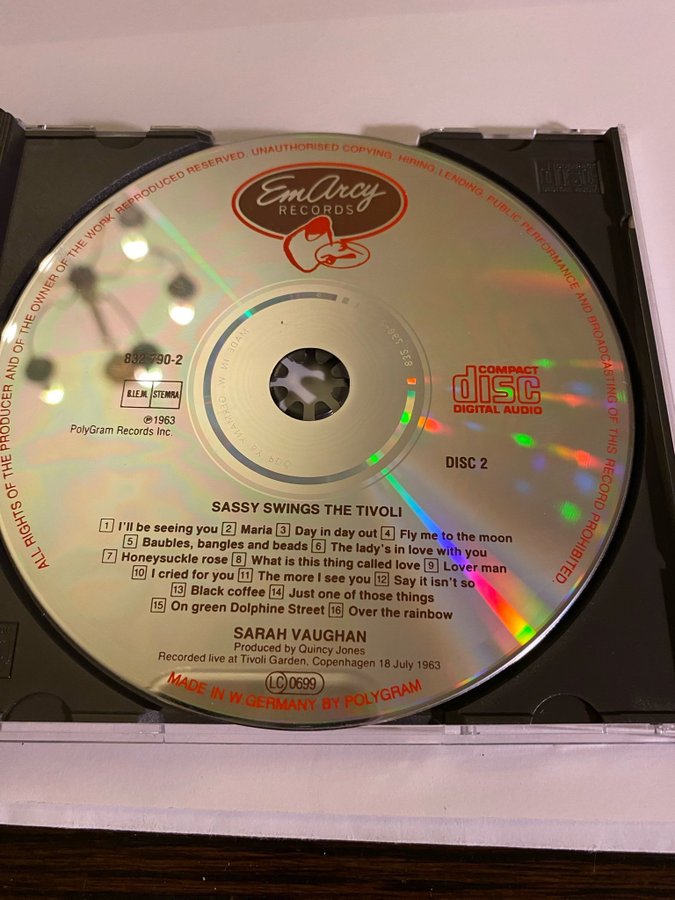 ALL RIGHTS OF THE PRODUCER AND OF THE OWNER OF THE WORK REPRODUCED RESERVED. UNAUTHORISED COPYING, HIRING, LENDING, PUBLIC PERFORMANCE AND BROADCASTING OF THIS RECORD PROHIBITED.
EmArcy
RECORDS
832 790-2
B.I.E.M. STEMRA
℗ 1963
PolyGram Records Inc.
COMPACT
disc
DIGITAL AUDIO
DISC 2
SASSY SWINGS THE TIVOLI
1 I'll be seeing you 2 Maria 3 Day in day out 4 Fly me to the moon
5 Baubles, bangles and beads 6 The lady's in love with you
7 Honeysuckle rose 8 What is this thing called love 9 Lover man
10 I cried for you 11 The more I see you 12 Say it isn't so
13 Black coffee 14 Just one of those things
15 On green Dolphine Street 16 Over the rainbow
SARAH VAUGHAN
Produced by Quincy Jones
Recorded live at Tivoli Garden, Copenhagen 18 July 1963
LC 0699
MADE IN W. GERMANY BY POLYGRAM
MADE IN W. GERMANY BY PDO